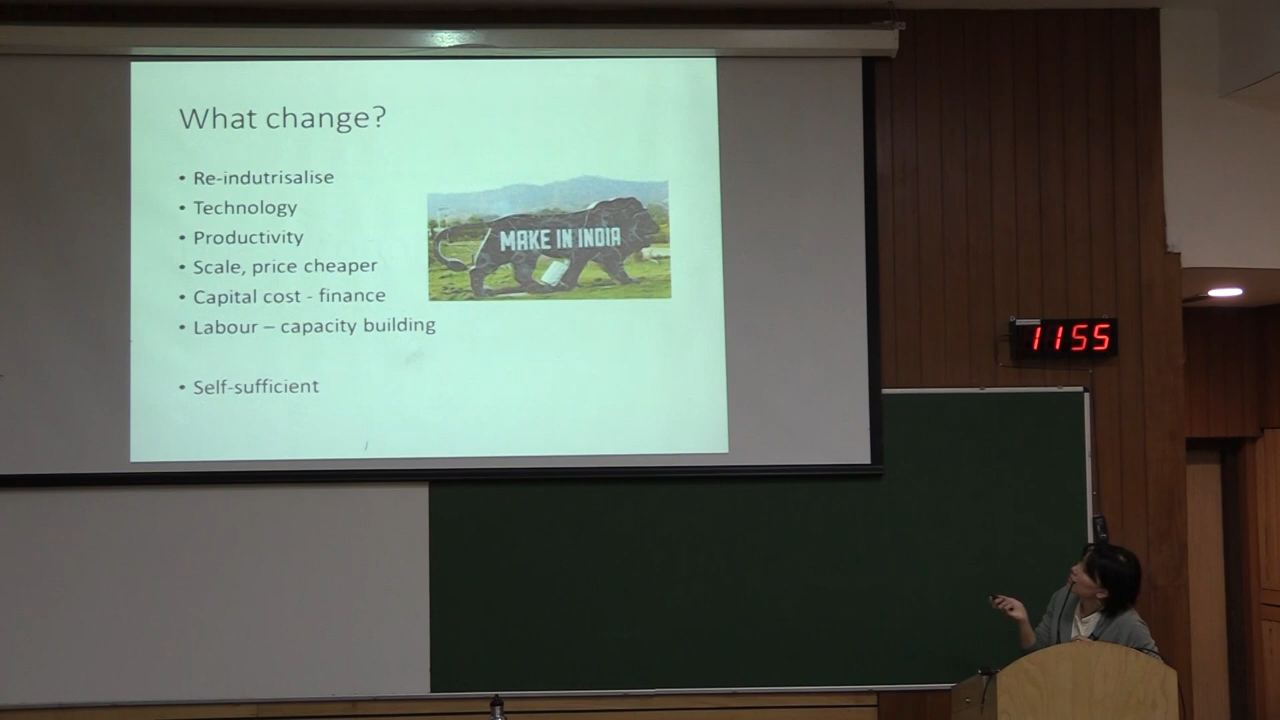 What change?
• Re-indutrisalise
• Technology
• Productivity
• Scale, price cheaper
• Capital cost - finance
• Labour – capacity building
• Self-sufficient
MAKE IN INDIA
1155